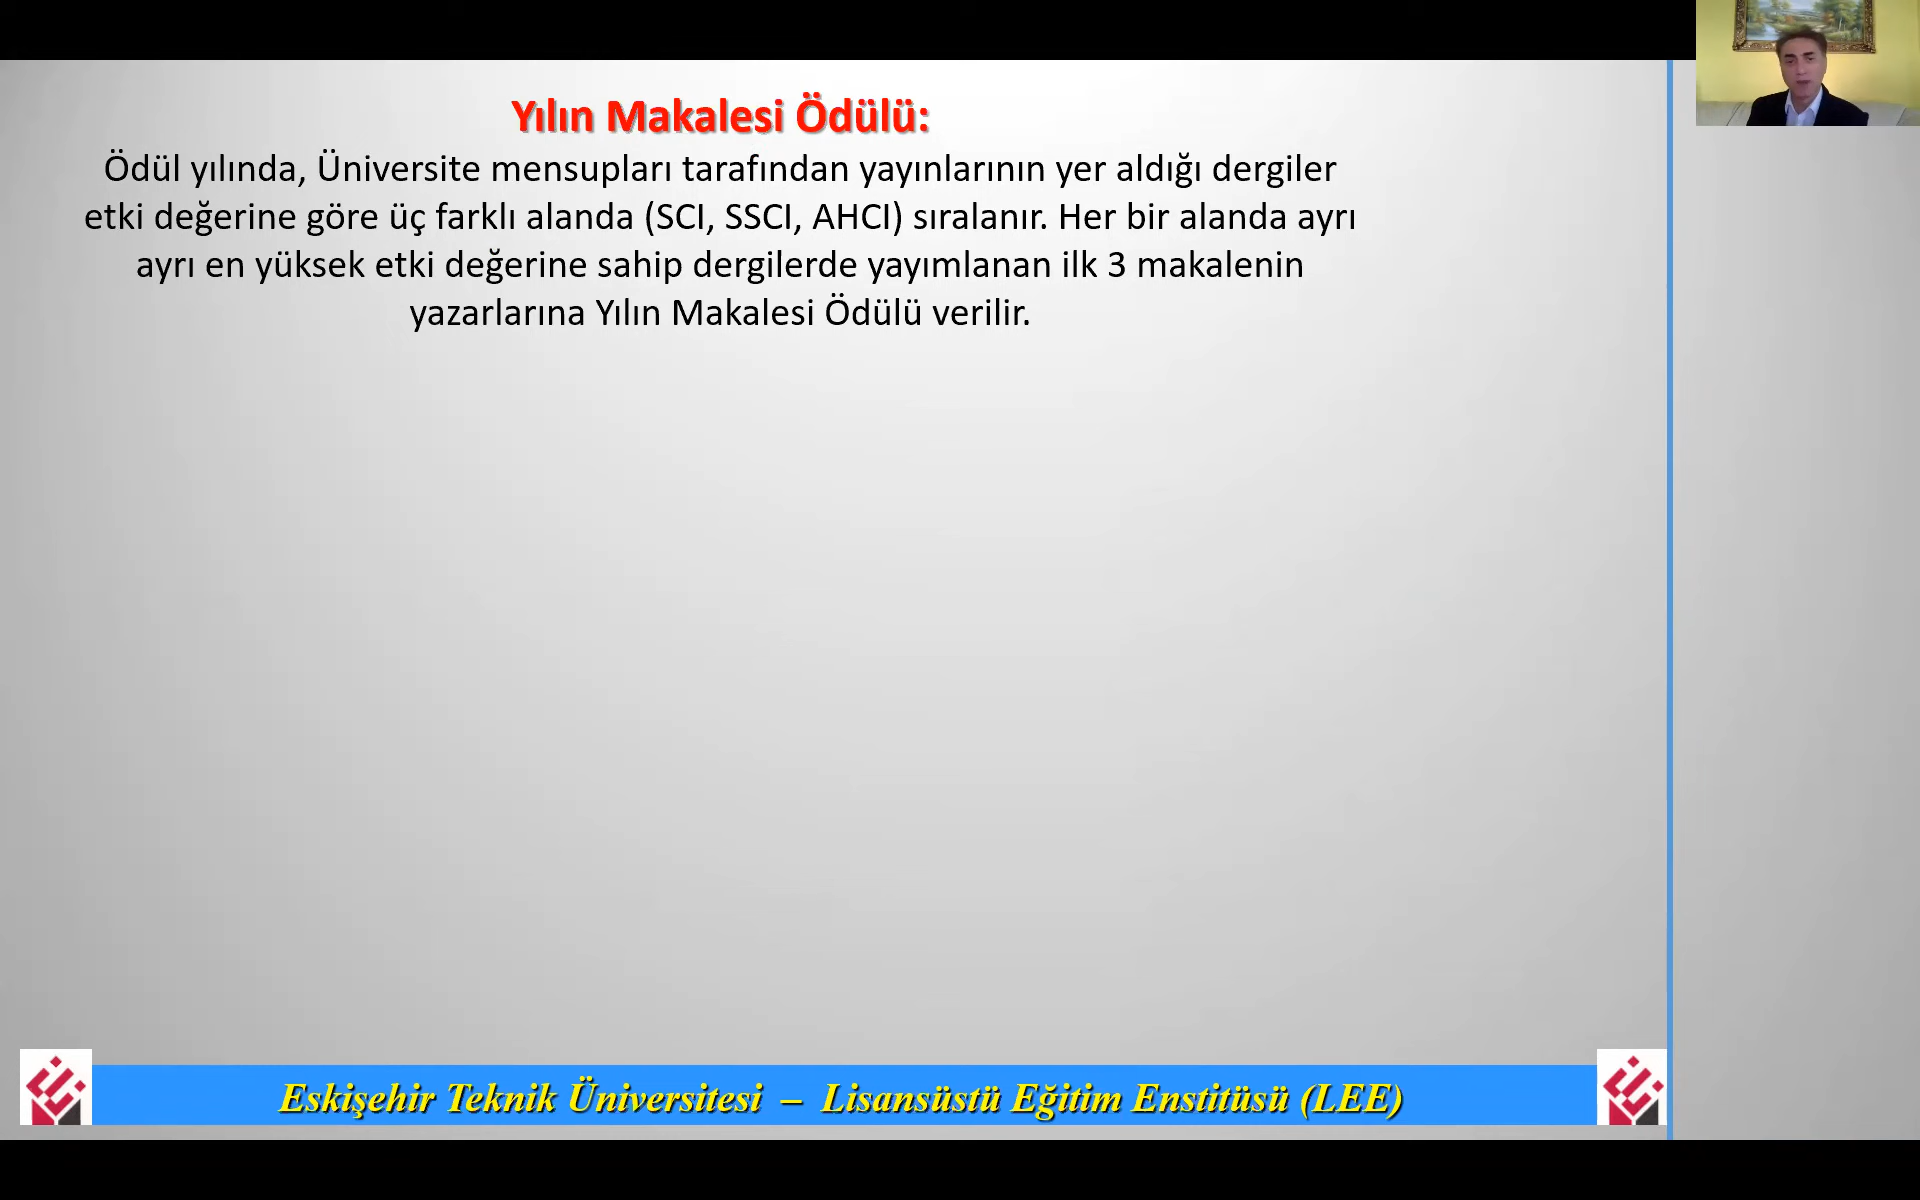 Yılın Makalesi Ödülü:
Ödül yılında, Üniversite mensupları tarafından yayınlarının yer aldığı dergiler
etki değerine göre üç farklı alanda (SCI, SSCI, AHCI) sıralanır. Her bir alanda ayrı
ayrı en yüksek etki değerine sahip dergilerde yayımlanan ilk 3 makalenin
yazarlarına Yılın Makalesi Ödülü verilir.
Eskişehir Teknik Üniversitesi – Lisansüstü Eğitim Enstitüsü (LEE)